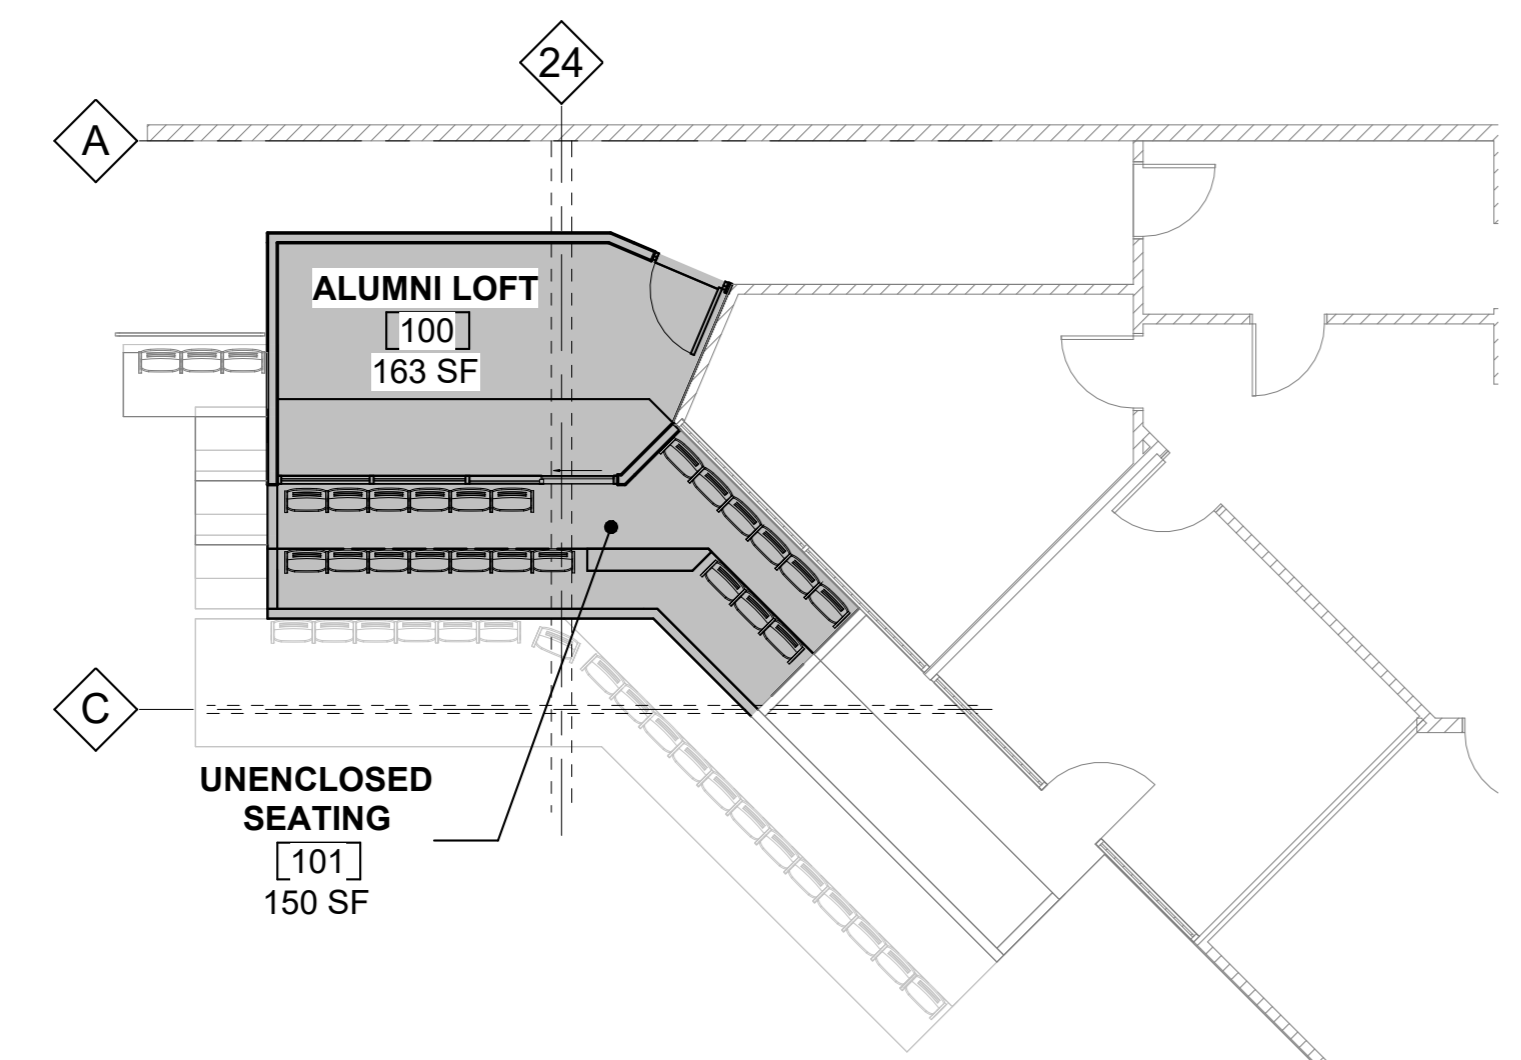 24
A
ALUMNI LOFT
100
163 SF
C
UNENCLOSED
SEATING
101
150 SF